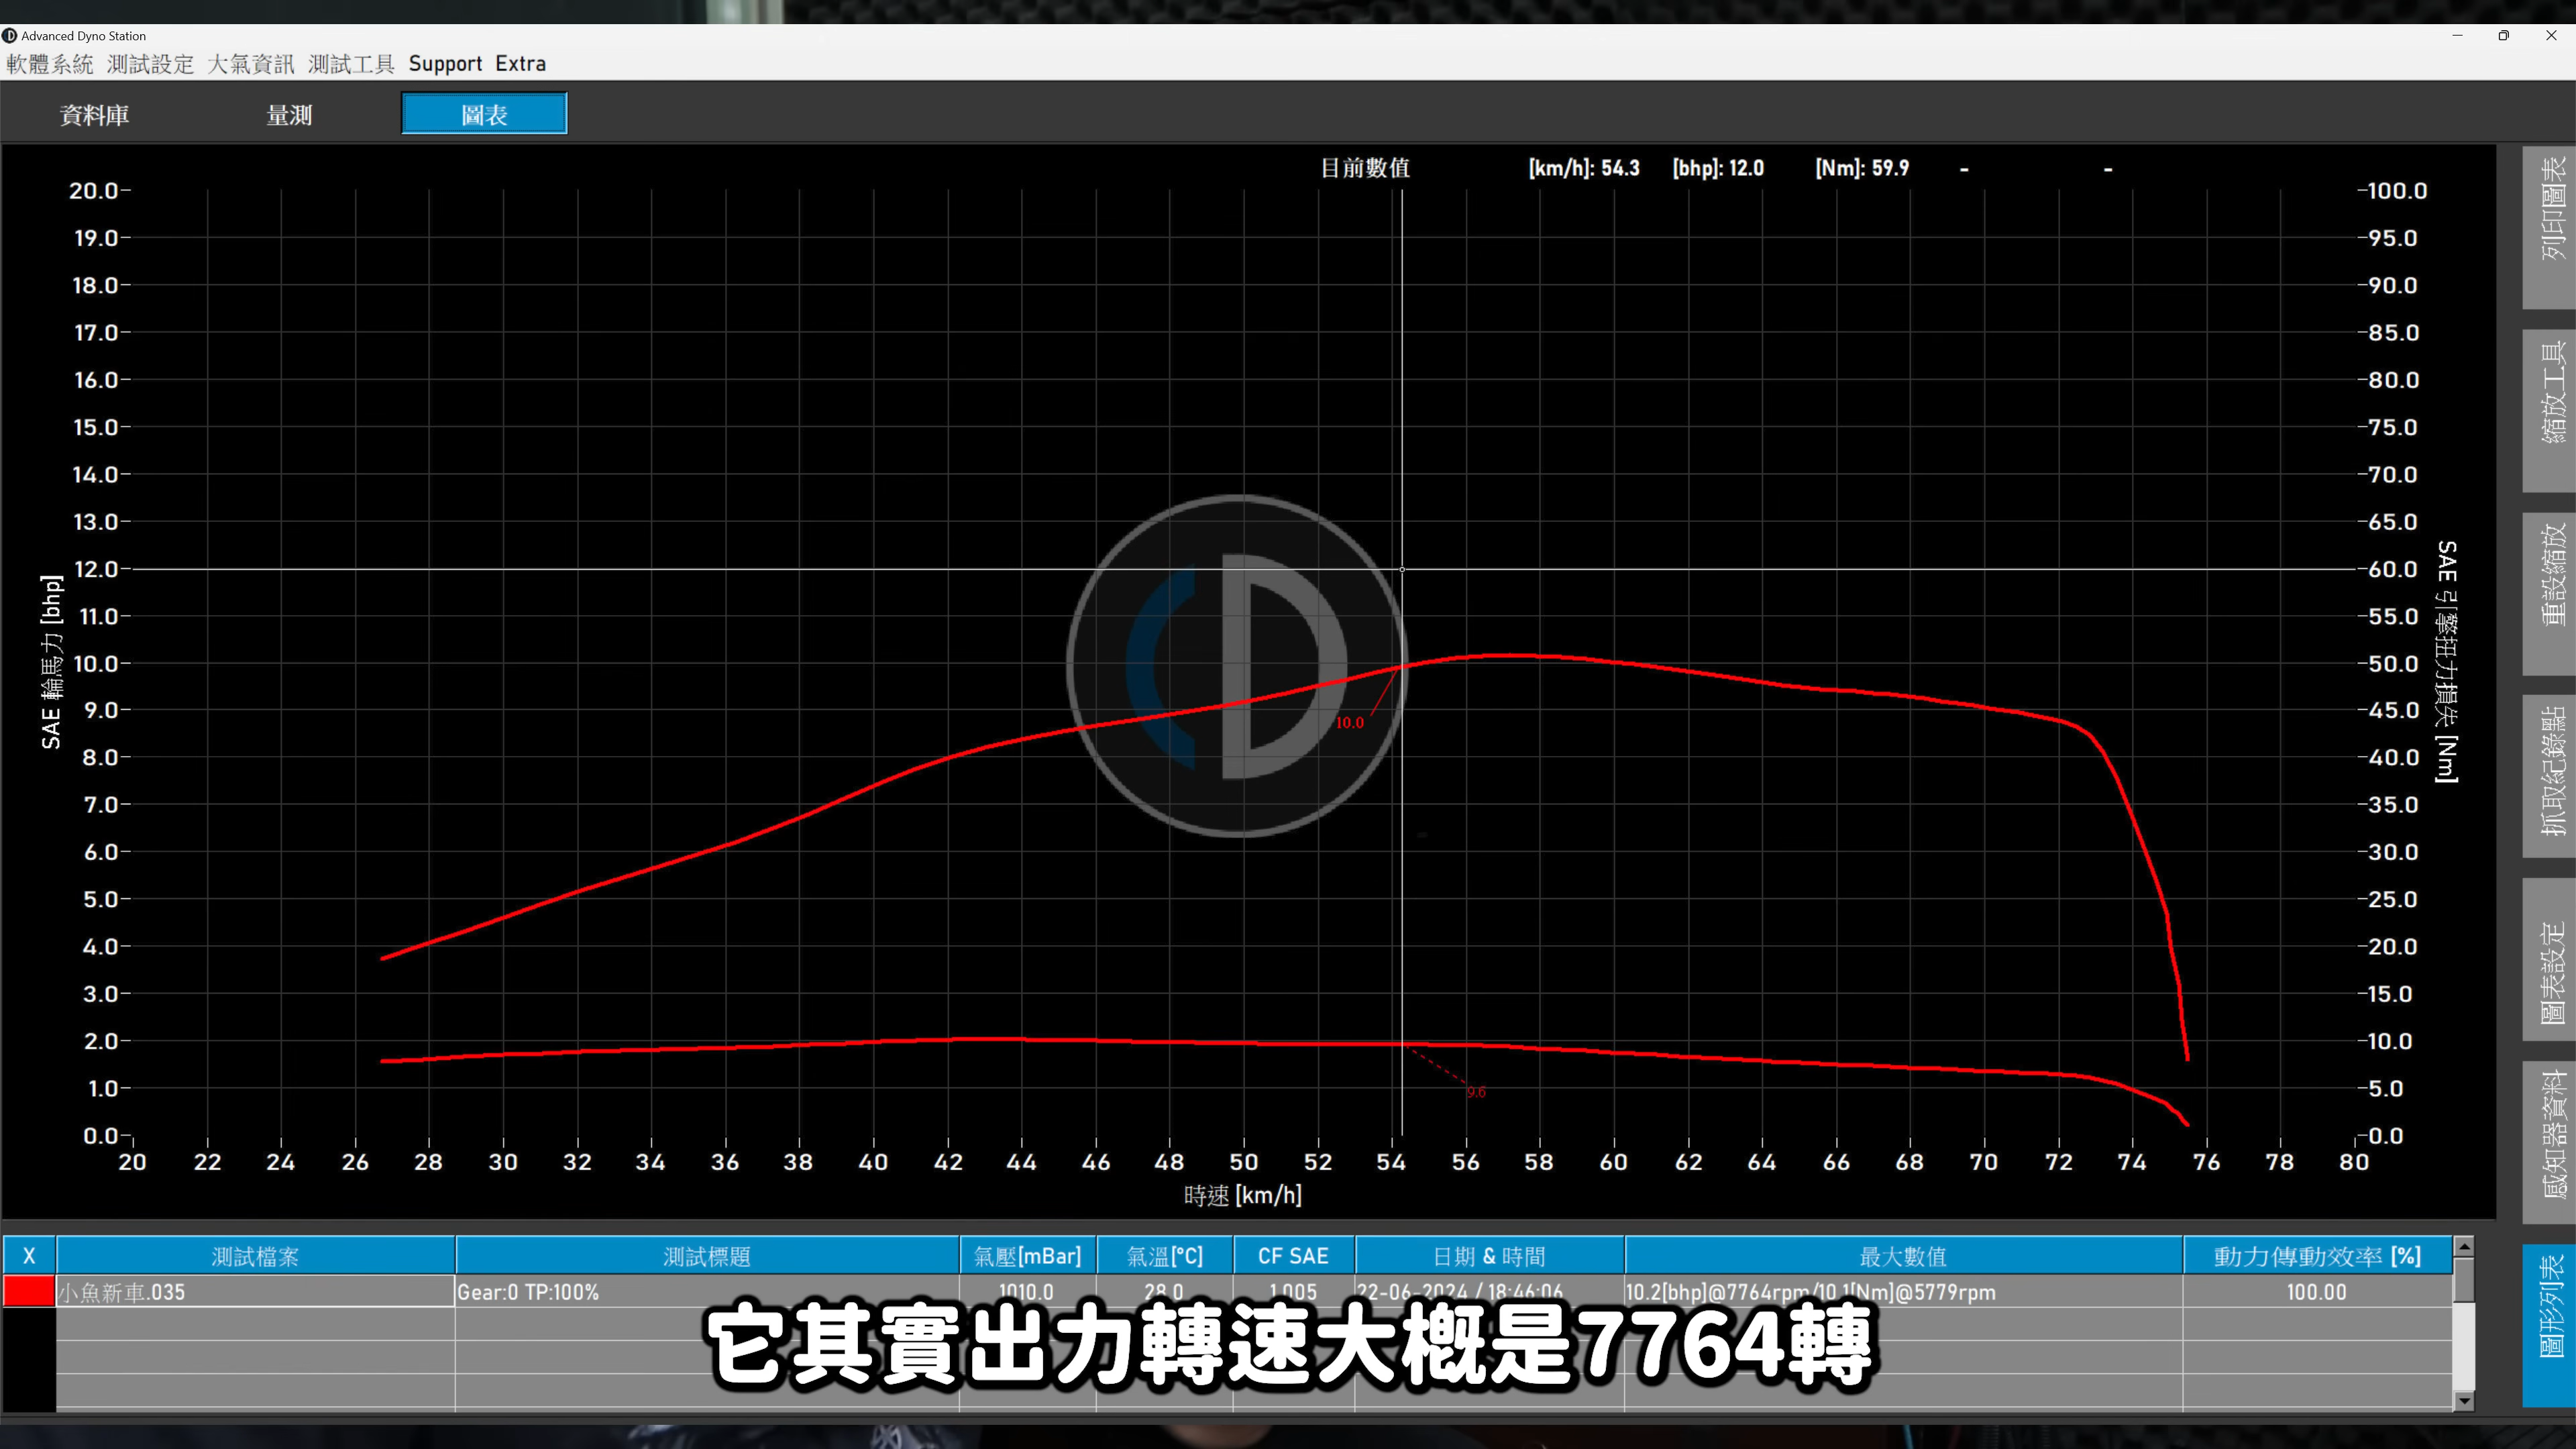 Advanced Dyno Station
軟體系統 測試設定 大氣資訊 測試工具 Support Extra
資料庫 量測 圖表
目前數值 [km/h]: 54.3 [bhp]: 12.0 [Nm]: 59.9 - -
20.0
19.0
18.0
17.0
16.0
15.0
14.0
13.0
12.0
11.0
10.0
9.0
8.0
7.0
6.0
5.0
4.0
3.0
2.0
1.0
0.0
SAE 輪馬力 [bhp]
10.0
9.6
100.0
95.0
90.0
85.0
80.0
75.0
70.0
65.0
60.0
55.0
50.0
45.0
40.0
35.0
30.0
25.0
20.0
15.0
10.0
5.0
0.0
SAE 引擎扭力損失 [Nm]
20 22 24 26 28 30 32 34 36 38 40 42 44 46 48 50 52 54 56 58 60 62 64 66 68 70 72 74 76 78 80
時速 [km/h]
列印圖表
縮放工具
重設縮放
抓取紀錄點
圖表設定
感知器資料
圖形列表
X 測試檔案 測試標題 氣壓[mBar] 氣溫[°C] CF SAE 日期 & 時間 最大數值 動力傳動效率 [%]
小魚新車.035 Gear:0 TP:100% 1010.0 28.0 1.005 22-06-2024 / 18:46:06 10.2[bhp]@7764rpm/10.1[Nm]@5779rpm 100.00
它其實出力轉速大概是7764轉